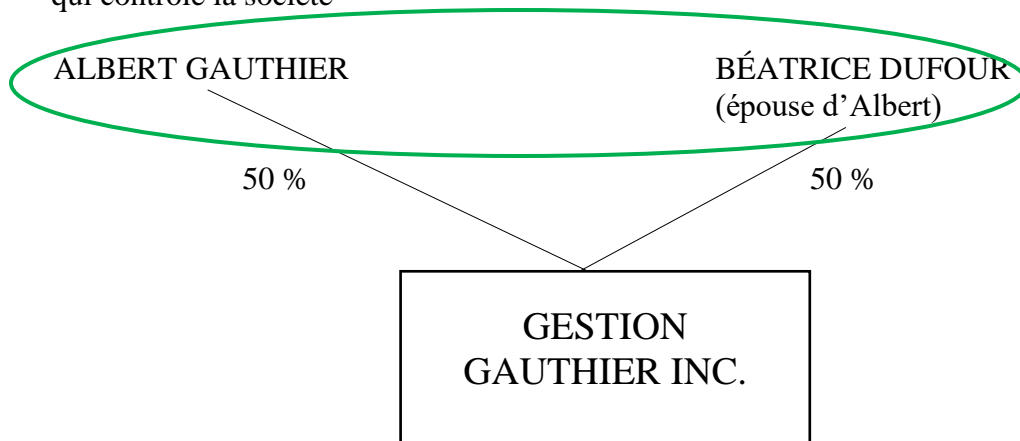 qui contrôle la société
ALBERT GAUTHIER
BÉATRICE DUFOUR
(épouse d’Albert)
50 %
50 %
GESTION
GAUTHIER INC.